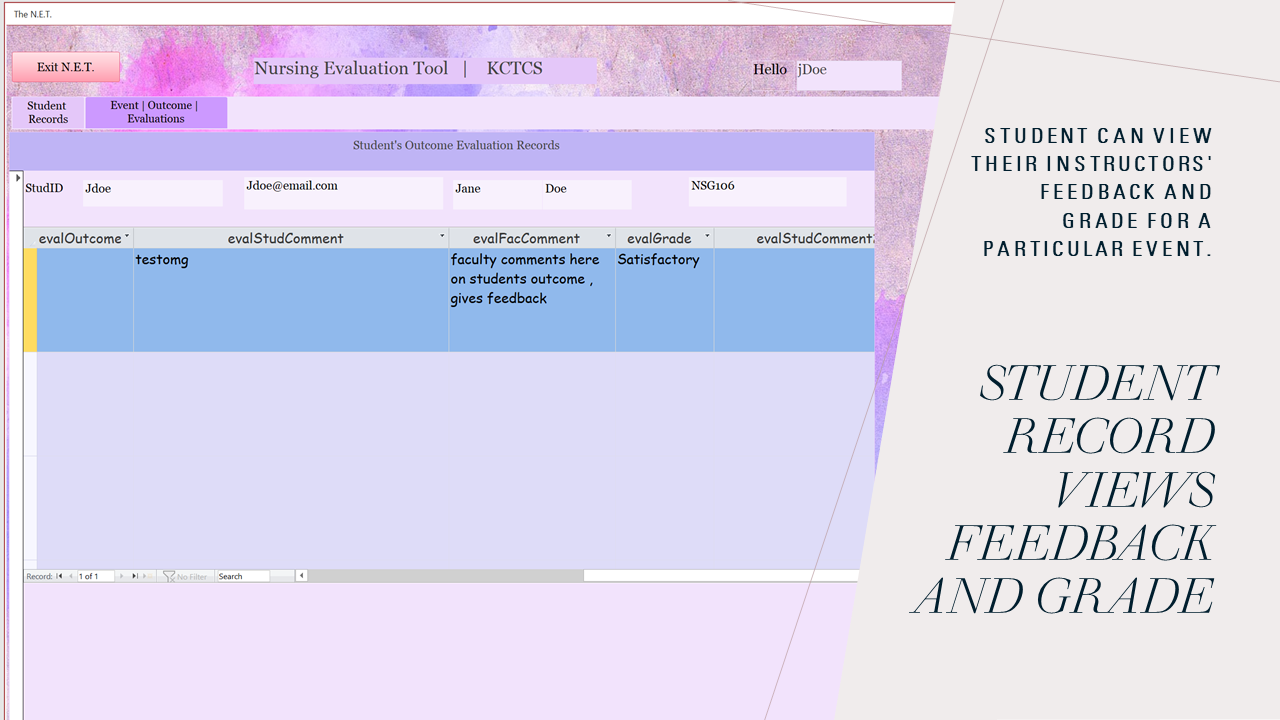 The N.E.T.
Exit N.E.T.
Nursing Evaluation Tool | KCTCS
Hello jDoe
Student
Records
Event | Outcome |
Evaluations
Student's Outcome Evaluation Records
StudID Jdoe Jdoe@email.com Jane Doe NSG106
evalOutcome evalStudComment evalFacComment evalGrade evalStudComments
testomg
faculty comments here
on students outcome ,
gives feedback
Satisfactory
Record: 1 of 1 No Filter Search
STUDENT CAN VIEW
THEIR INSTRUCTORS'
FEEDBACK AND
GRADE FOR A
PARTICULAR EVENT.
STUDENT
RECORD
VIEWS
FEEDBACK
AND GRADE